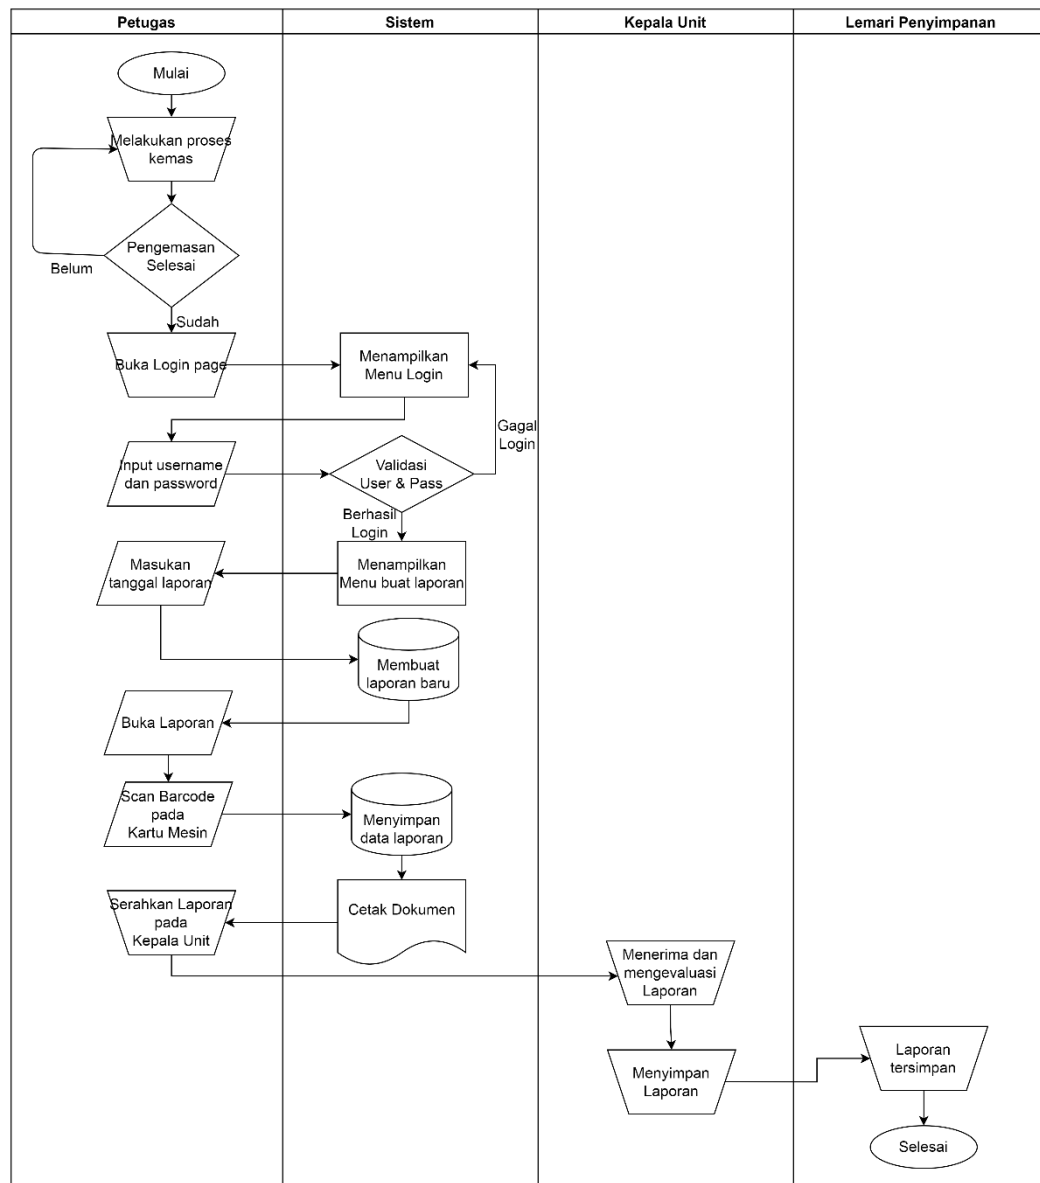 Petugas
Sistem
Kepala Unit
Lemari Penyimpanan
Mulai
Melakukan proses
kemas
Pengemasan
Selesai
Belum
Sudah
Buka Login page
Menampilkan
Menu Login
Gagal
Login
Input username
dan password
Validasi
User & Pass
Berhasil
Login
Masukan
tanggal laporan
Menampilkan
Menu buat laporan
Membuat
laporan baru
Buka Laporan
Scan Barcode
pada
Kartu Mesin
Menyimpan
data laporan
Serahkan Laporan
pada
Kepala Unit
Cetak Dokumen
Menerima dan
mengevaluasi
Laporan
Menyimpan
Laporan
Laporan
tersimpan
Selesai